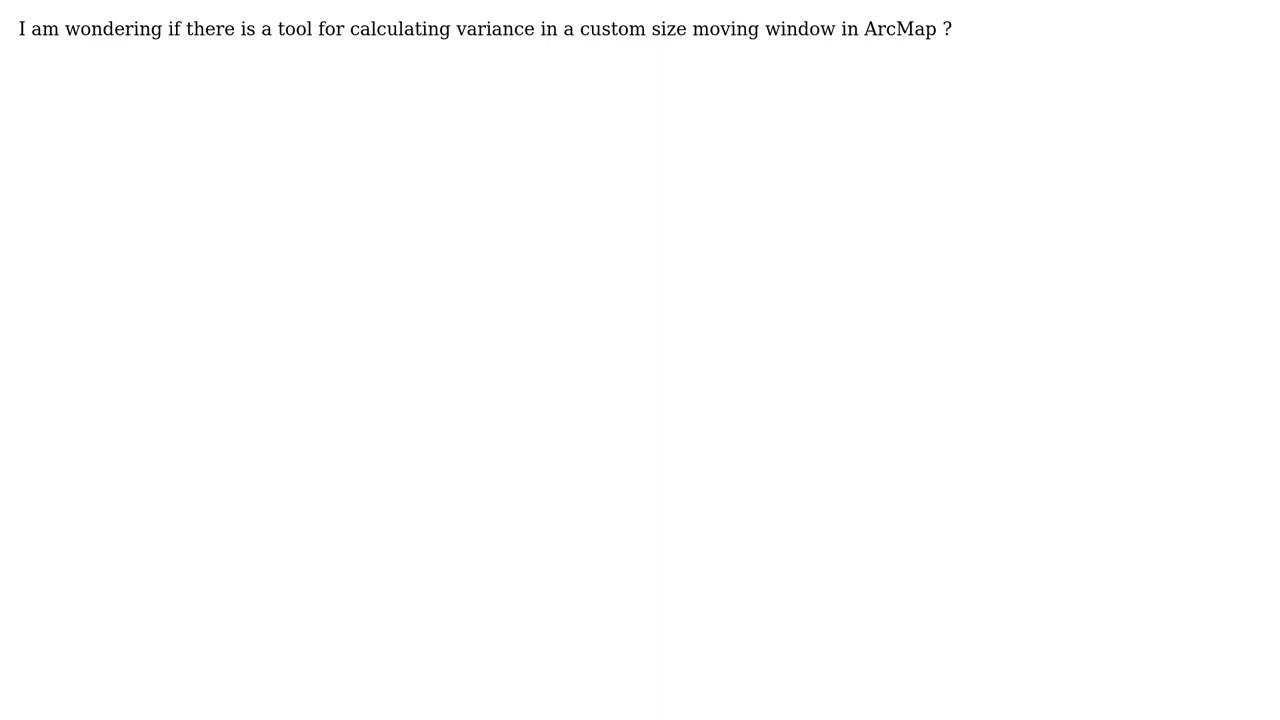 I am wondering if there is a tool for calculating variance in a custom size moving window in ArcMap ?